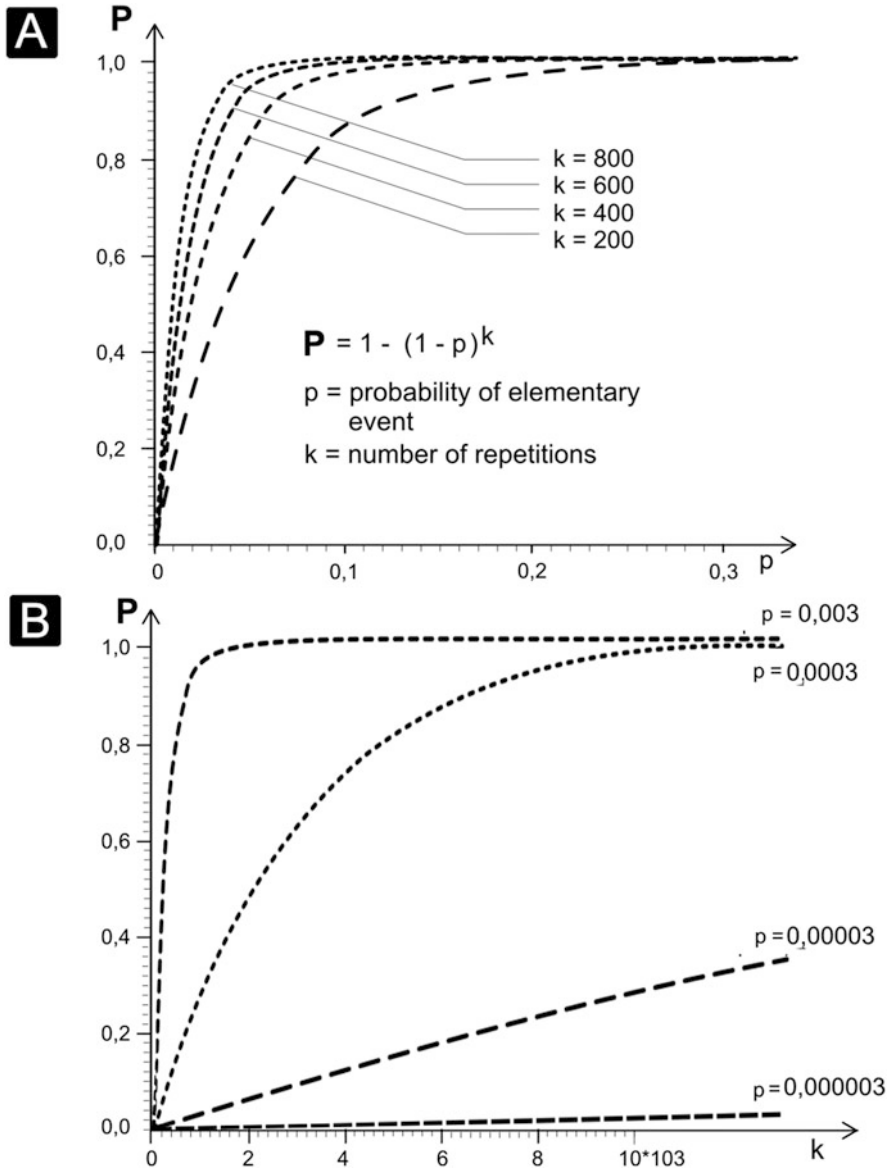 A
P
1,0
0,8
0,6
0,4
0,2
0,0
k = 800
k = 600
k = 400
k = 200
P = 1 - (1 - p)k
p = probability of elementary
event
k = number of repetitions
0
0,1
0,2
0,3
p
B
P
1,0
0,8
0,6
0,4
0,2
0,0
p = 0,003
p = 0,0003
p = 0,00003
p = 0,000003
0
2
4
6
8
10*103
k